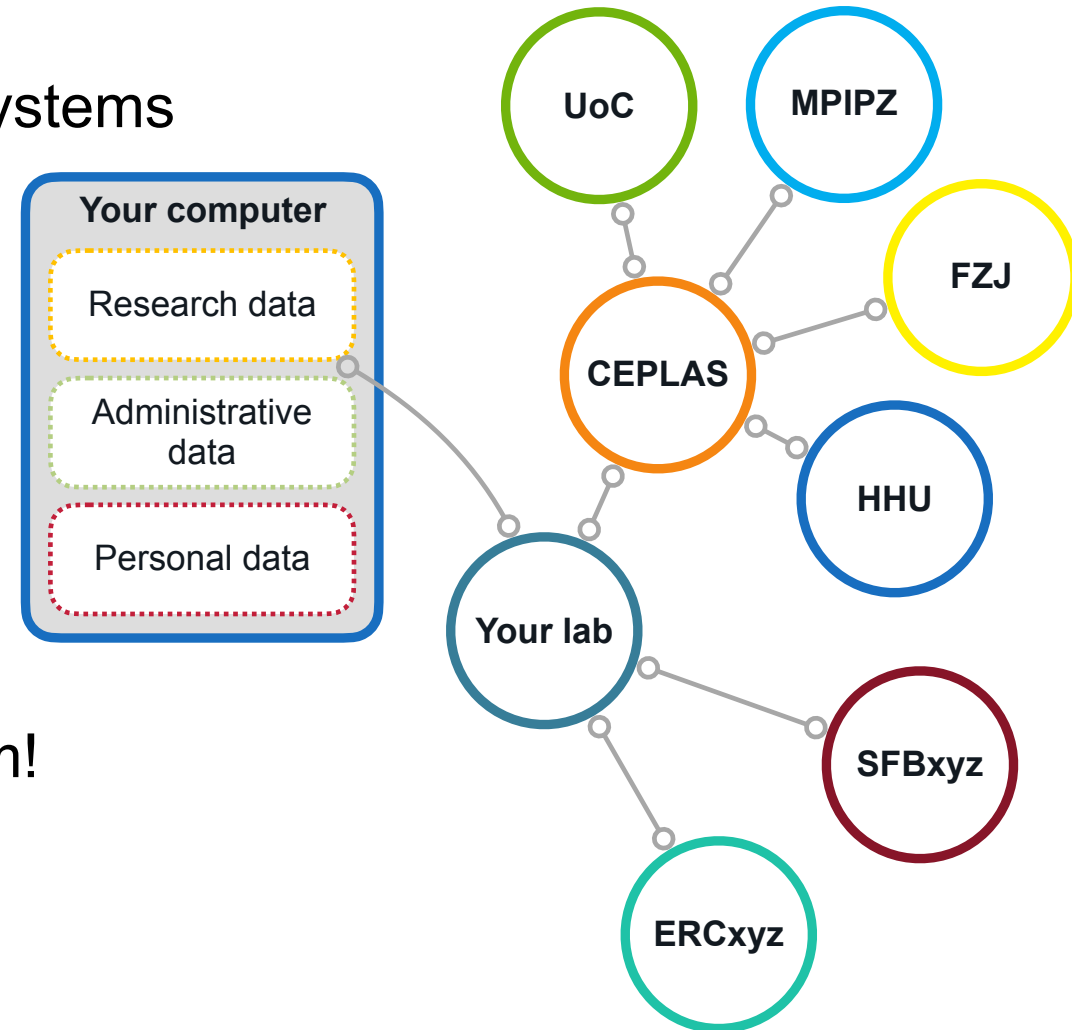 ystems
Your computer
Research data
Administrative
data
Personal data
n!
UoC
MPIPZ
FZJ
CEPLAS
HHU
Your lab
SFBxyz
ERCxyz